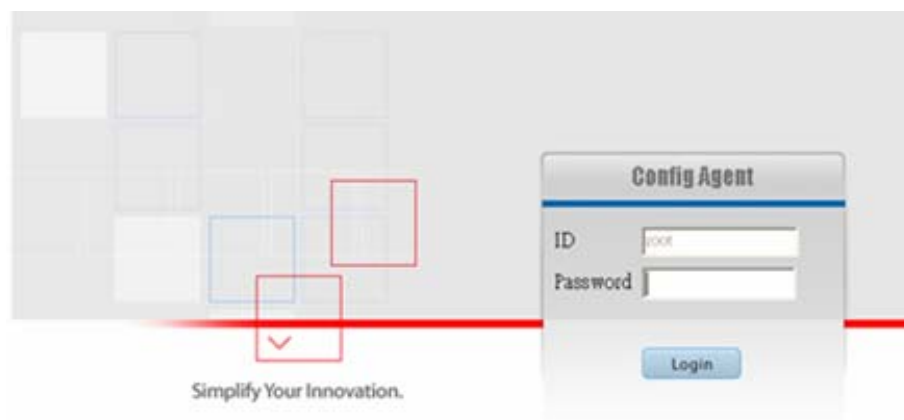 Config Agent
ID root
Password
Login
Simplify Your Innovation.